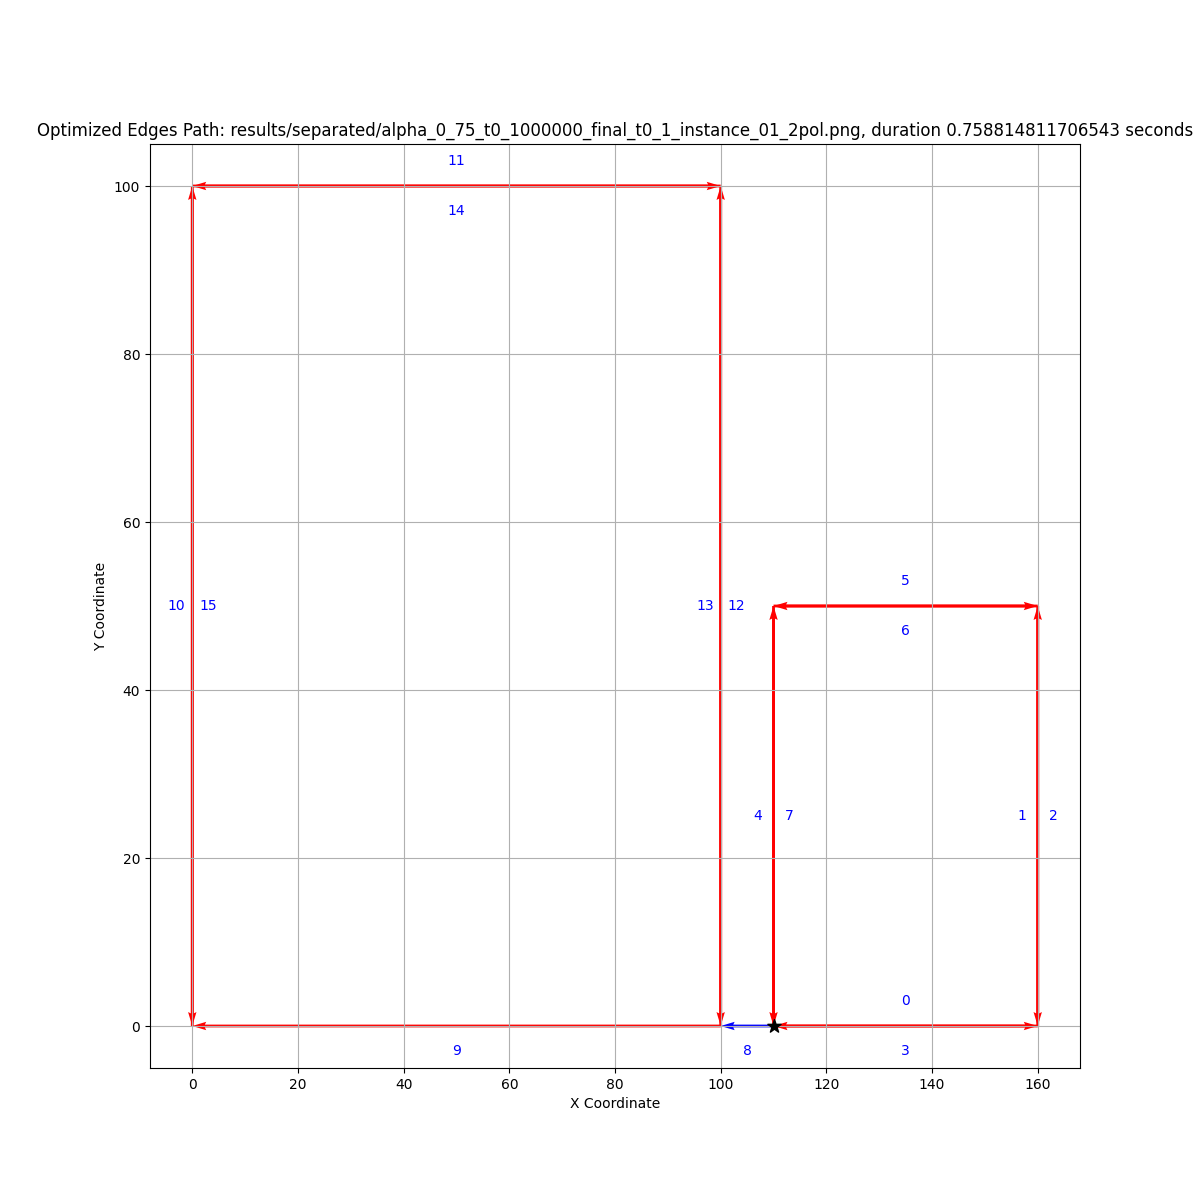 Optimized Edges Path: results/separated/alpha_0_75_t0_1000000_final_t0_1_instance_01_2pol.png, duration 0.758814811706543 seconds
11
100
14
80
60
5
10 15 13 12
6
Y Coordinate
40
4 7 1 2
20
0
0
9 8 3
0 20 40 60 80 100 120 140 160
X Coordinate